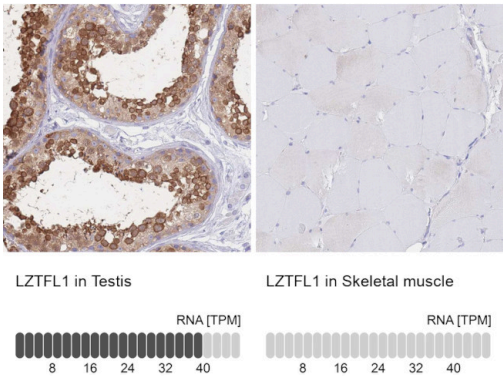 LZTFL1 in Testis
RNA [TPM]
8 16 24 32 40
LZTFL1 in Skeletal muscle
RNA [TPM]
8 16 24 32 40